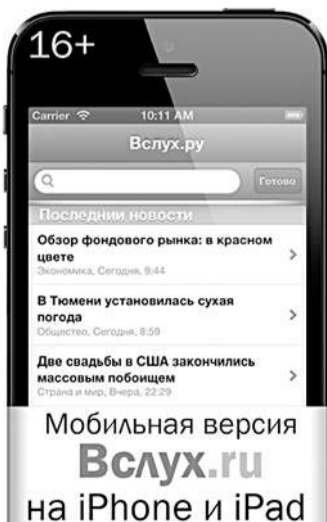 16+
Carrier 10:11 AM
Вслух.ру
Готово
Последнии новости
Обзор фондового рынка: в красном
цвете
Экономика, Сегодня, 9:44
В Тюмени установилась сухая
погода
Общество, Сегодня, 8:59
Две свадьбы в США закончились
массовым побоищем
Страна и мир, Вчера, 22:29
Мобильная версия
Вслух.ru
на iPhone и iPad